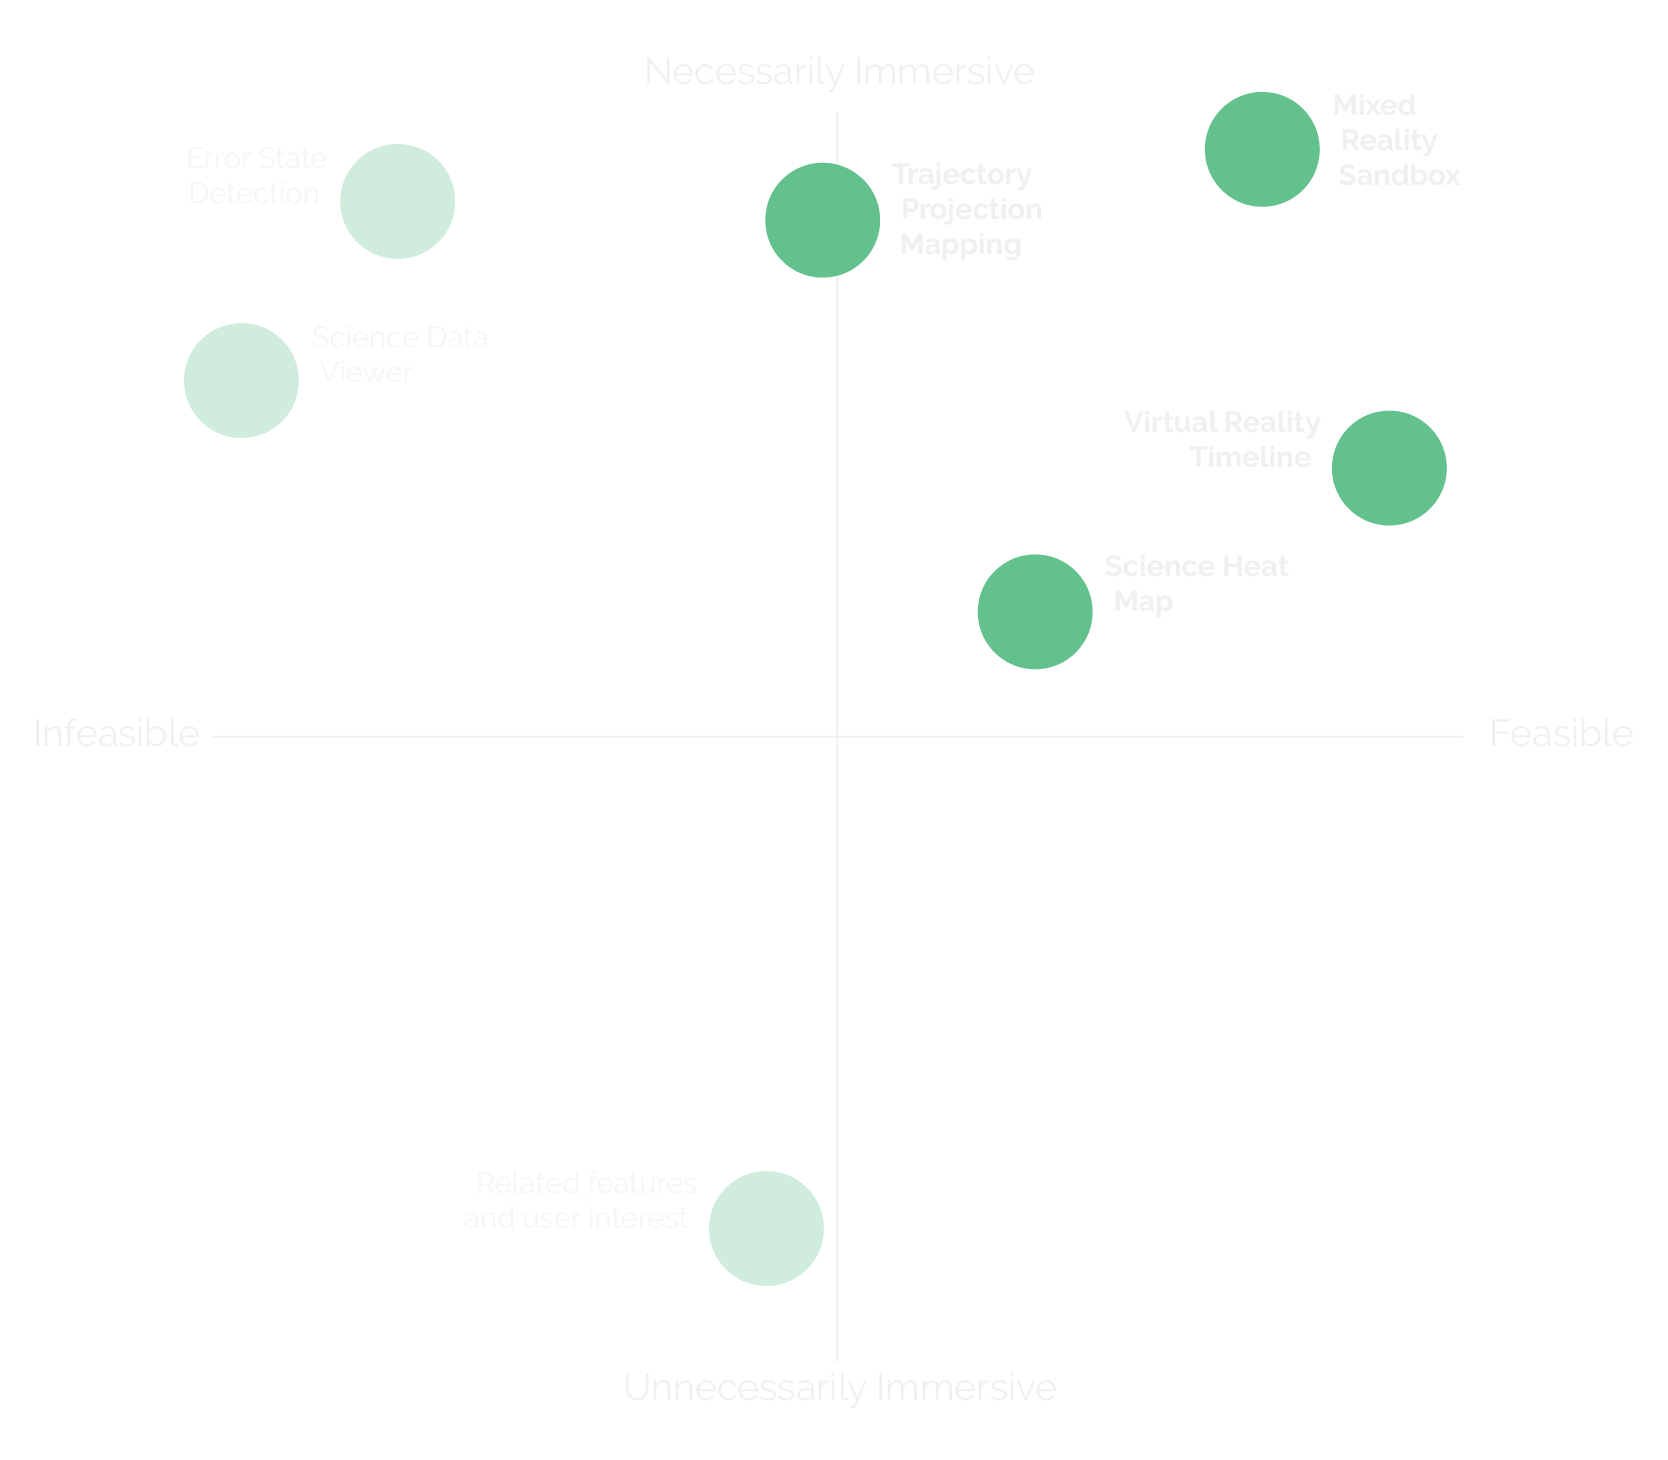 Necessarily Immersive
Mixed
Reality
Sandbox
Error State
Detection
Trajectory
Projection
Mapping
Science Data
Viewer
Virtual Reality
Timeline
Science Heat
Map
Infeasible
Feasible
Related features
and user interest
Unnecessarily Immersive